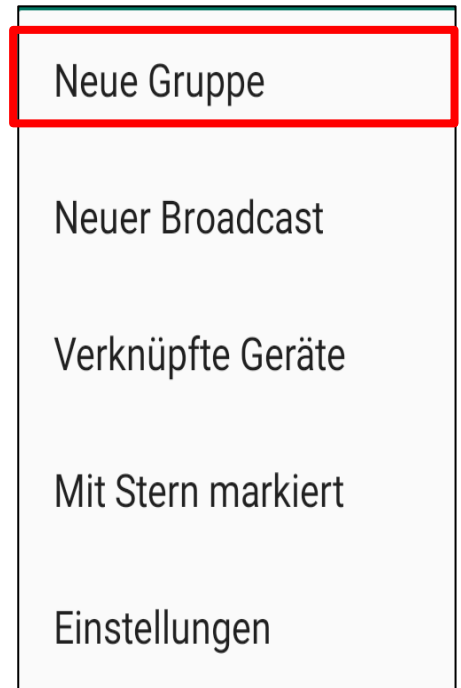 Neue Gruppe
Neuer Broadcast
Verknüpfte Geräte
Mit Stern markiert
Einstellungen